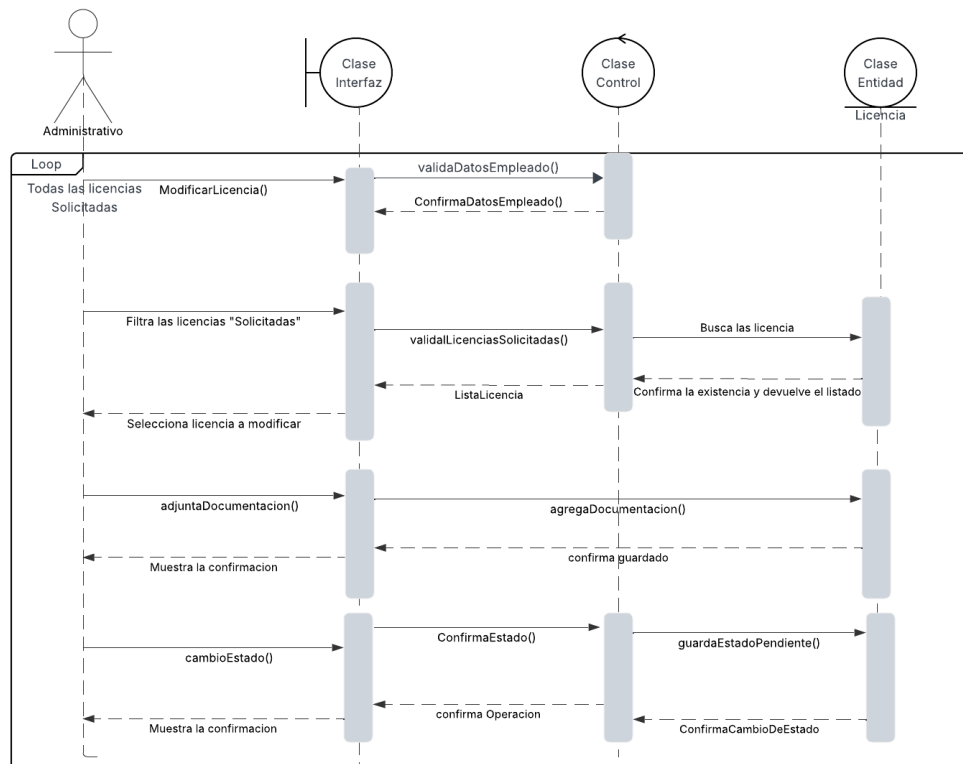 Clase
Interfaz
Clase
Control
Clase
Entidad
Licencia
Administrativo
Loop
Todas las licencias
Solicitadas
ModificarLicencia()
validaDatosEmpleado()
ConfirmaDatosEmpleado()
Filtra las licencias "Solicitadas"
validalLicenciasSolicitadas()
Busca las licencia
Confirma la existencia y devuelve el listado
ListaLicencia
Selecciona licencia a modificar
adjuntaDocumentacion()
agregaDocumentacion()
confirma guardado
Muestra la confirmacion
ConfirmaEstado()
guardaEstadoPendiente()
cambioEstado()
confirma Operacion
ConfirmaCambioDeEstado
Muestra la confirmacion